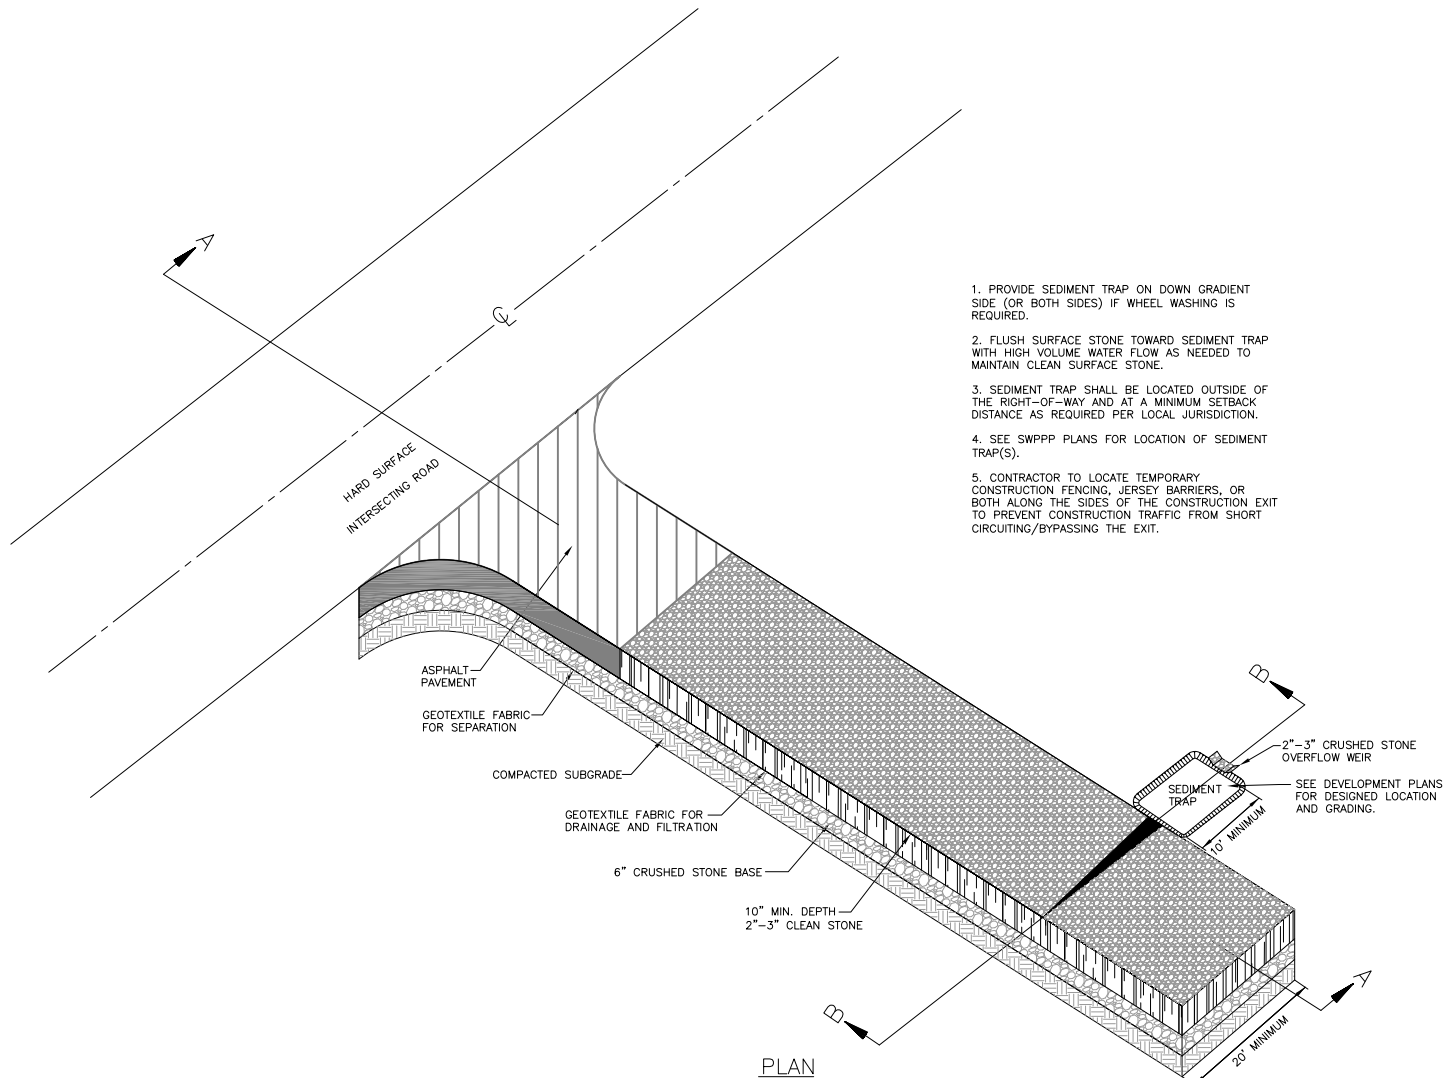 A
℄
HARD SURFACE
INTERSECTING ROAD
1. PROVIDE SEDIMENT TRAP ON DOWN GRADIENT
SIDE (OR BOTH SIDES) IF WHEEL WASHING IS
REQUIRED.
2. FLUSH SURFACE STONE TOWARD SEDIMENT TRAP
WITH HIGH VOLUME WATER FLOW AS NEEDED TO
MAINTAIN CLEAN SURFACE STONE.
3. SEDIMENT TRAP SHALL BE LOCATED OUTSIDE OF
THE RIGHT-OF-WAY AND AT A MINIMUM SETBACK
DISTANCE AS REQUIRED PER LOCAL JURISDICTION.
4. SEE SWPPP PLANS FOR LOCATION OF SEDIMENT
TRAP(S).
5. CONTRACTOR TO LOCATE TEMPORARY
CONSTRUCTION FENCING, JERSEY BARRIERS, OR
BOTH ALONG THE SIDES OF THE CONSTRUCTION EXIT
TO PREVENT CONSTRUCTION TRAFFIC FROM SHORT
CIRCUITING/BYPASSING THE EXIT.
ASPHALT
PAVEMENT
GEOTEXTILE FABRIC
FOR SEPARATION
COMPACTED SUBGRADE
GEOTEXTILE FABRIC FOR
DRAINAGE AND FILTRATION
6" CRUSHED STONE BASE
10" MIN. DEPTH
2"-3" CLEAN STONE
B
2"-3" CRUSHED STONE
OVERFLOW WEIR
SEDIMENT
TRAP
SEE DEVELOPMENT PLANS
FOR DESIGNED LOCATION
AND GRADING.
10' MINIMUM
A
B
20' MINIMUM
PLAN